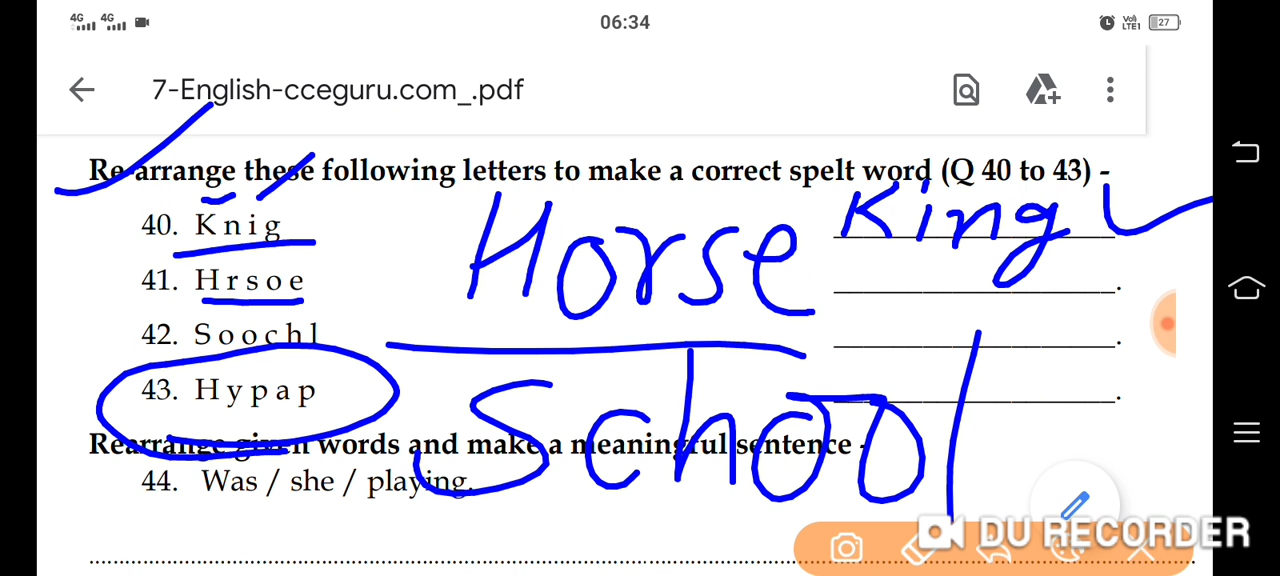 4G 4G 06:34 VoD LTE1 27
7-English-cceguru.com_.pdf
Re-arrange these following letters to make a correct spelt word (Q 40 to 43) -
40. K n i g King
41. H r s o e Horse
42. S o o c h l
43. H y p a p School
Rearrange given words and make a meaningful sentence -
44. Was / she / playing.
DU RECORDER